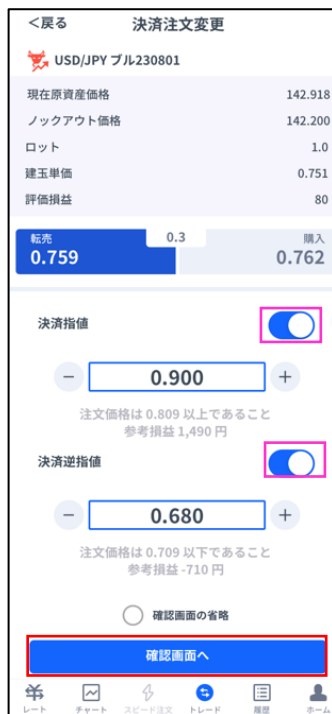 <戻る 決済注文変更
USD/JPY ブル230801
現在原資産価格 142.918
ノックアウト価格 142.200
ロット 1.0
建玉単価 0.751
評価損益 80
転売 0.3 購入
0.759 0.762
決済指値
− 0.900 +
注文価格は 0.809 以上であること
参考損益 1,490 円
決済逆指値
− 0.680 +
注文価格は 0.709 以下であること
参考損益 -710 円
確認画面の省略
確認画面へ
レート チャート スピード注文 トレード 履歴 ホーム